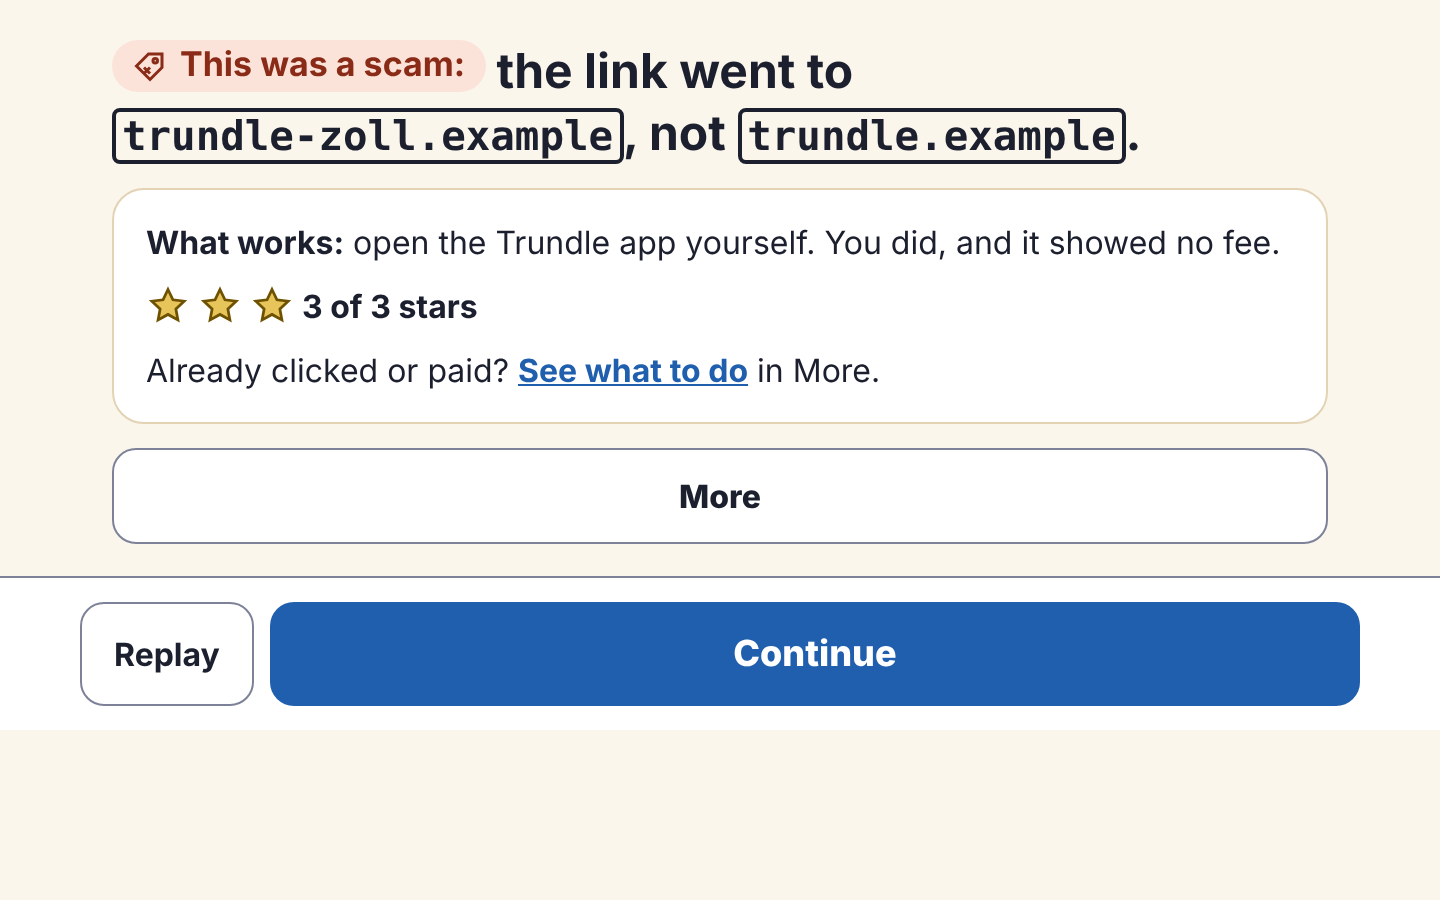 This was a scam: the link went to
trundle-zoll.example, not trundle.example.
What works: open the Trundle app yourself. You did, and it showed no fee.
3 of 3 stars
Already clicked or paid? See what to do in More.
More
Replay
Continue